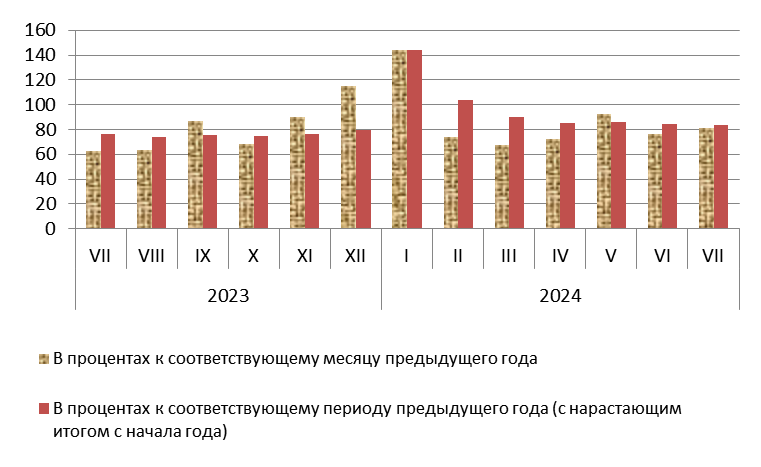 160
140
120
100
80
60
40
20
0
VII VIII IX X XI XII I II III IV V VI VII
2023 2024
В процентах к соответствующему месяцу предыдущего года
В процентах к соответствующему периоду предыдущего года (с нарастающим
итогом с начала года)